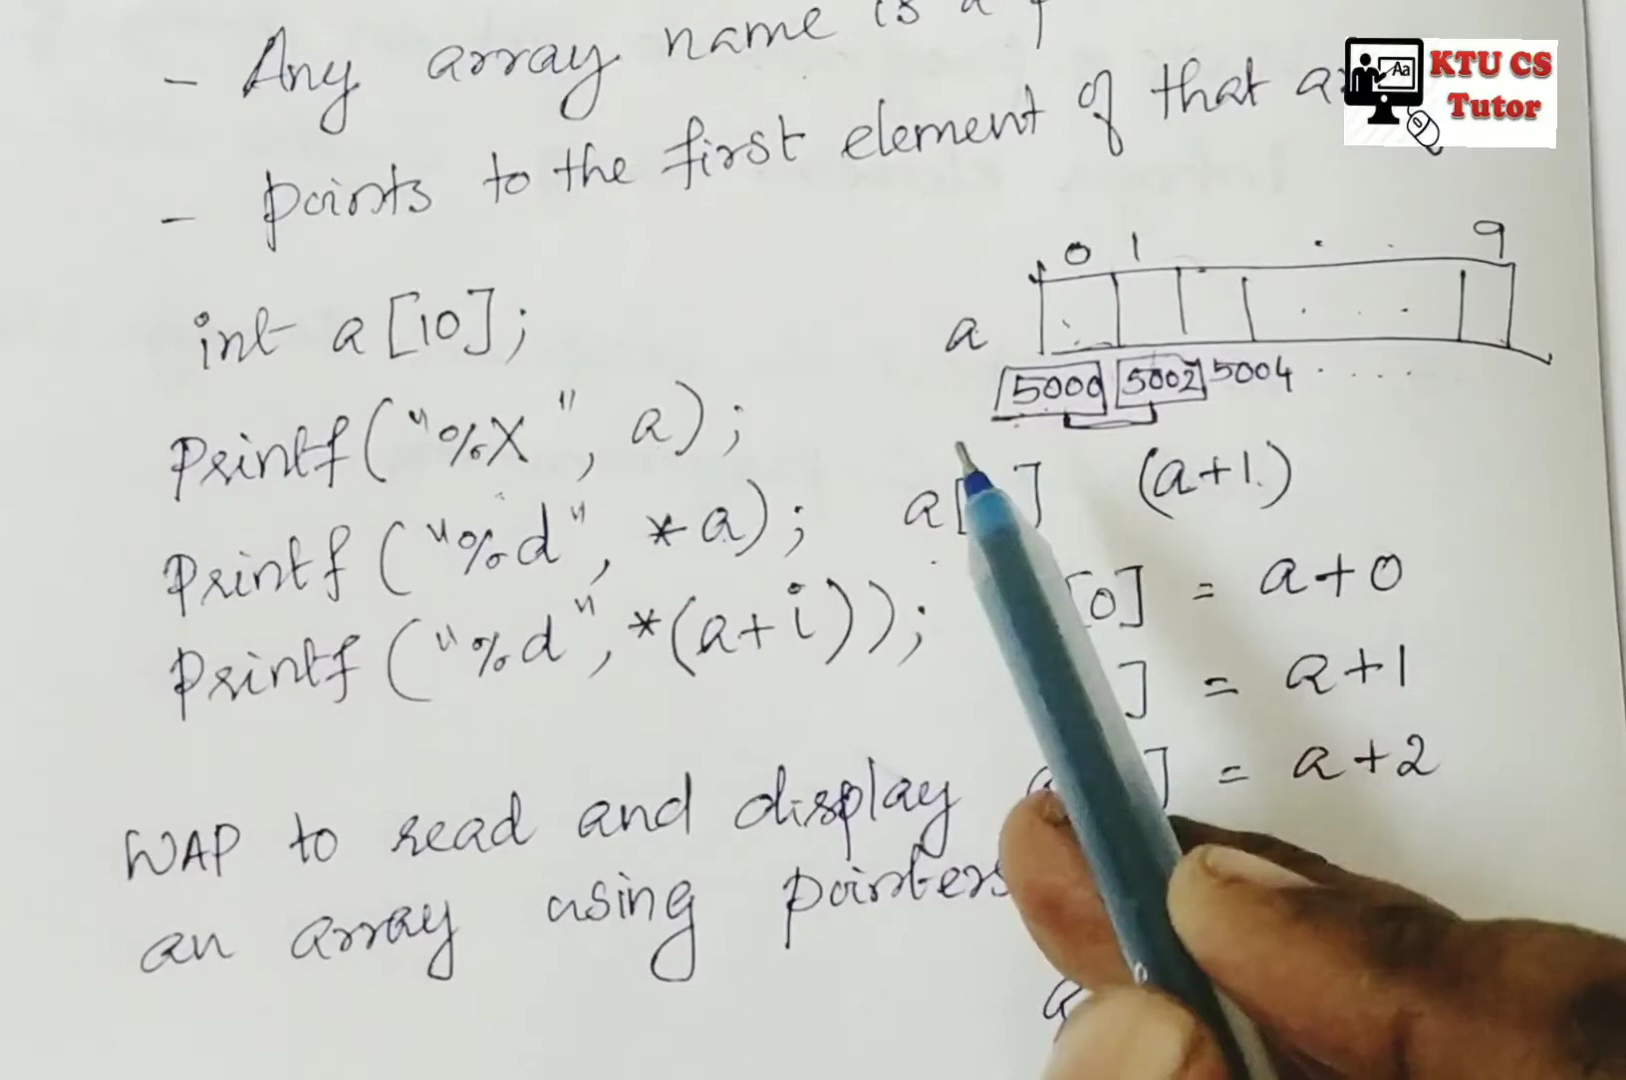 - Any array name is a
KTU CS
Tutor
Aa
- points to the first element of that
0 1 . . 9
int a[10];
a
5000 5002 5004 . . . .
printf("%X", a);
a[ ] (a+1)
printf("%d", *a);
[0] = a+0
printf("%d", *(a+i));
] = a+1
] = a+2
WAP to read and display
an array using pointers
a